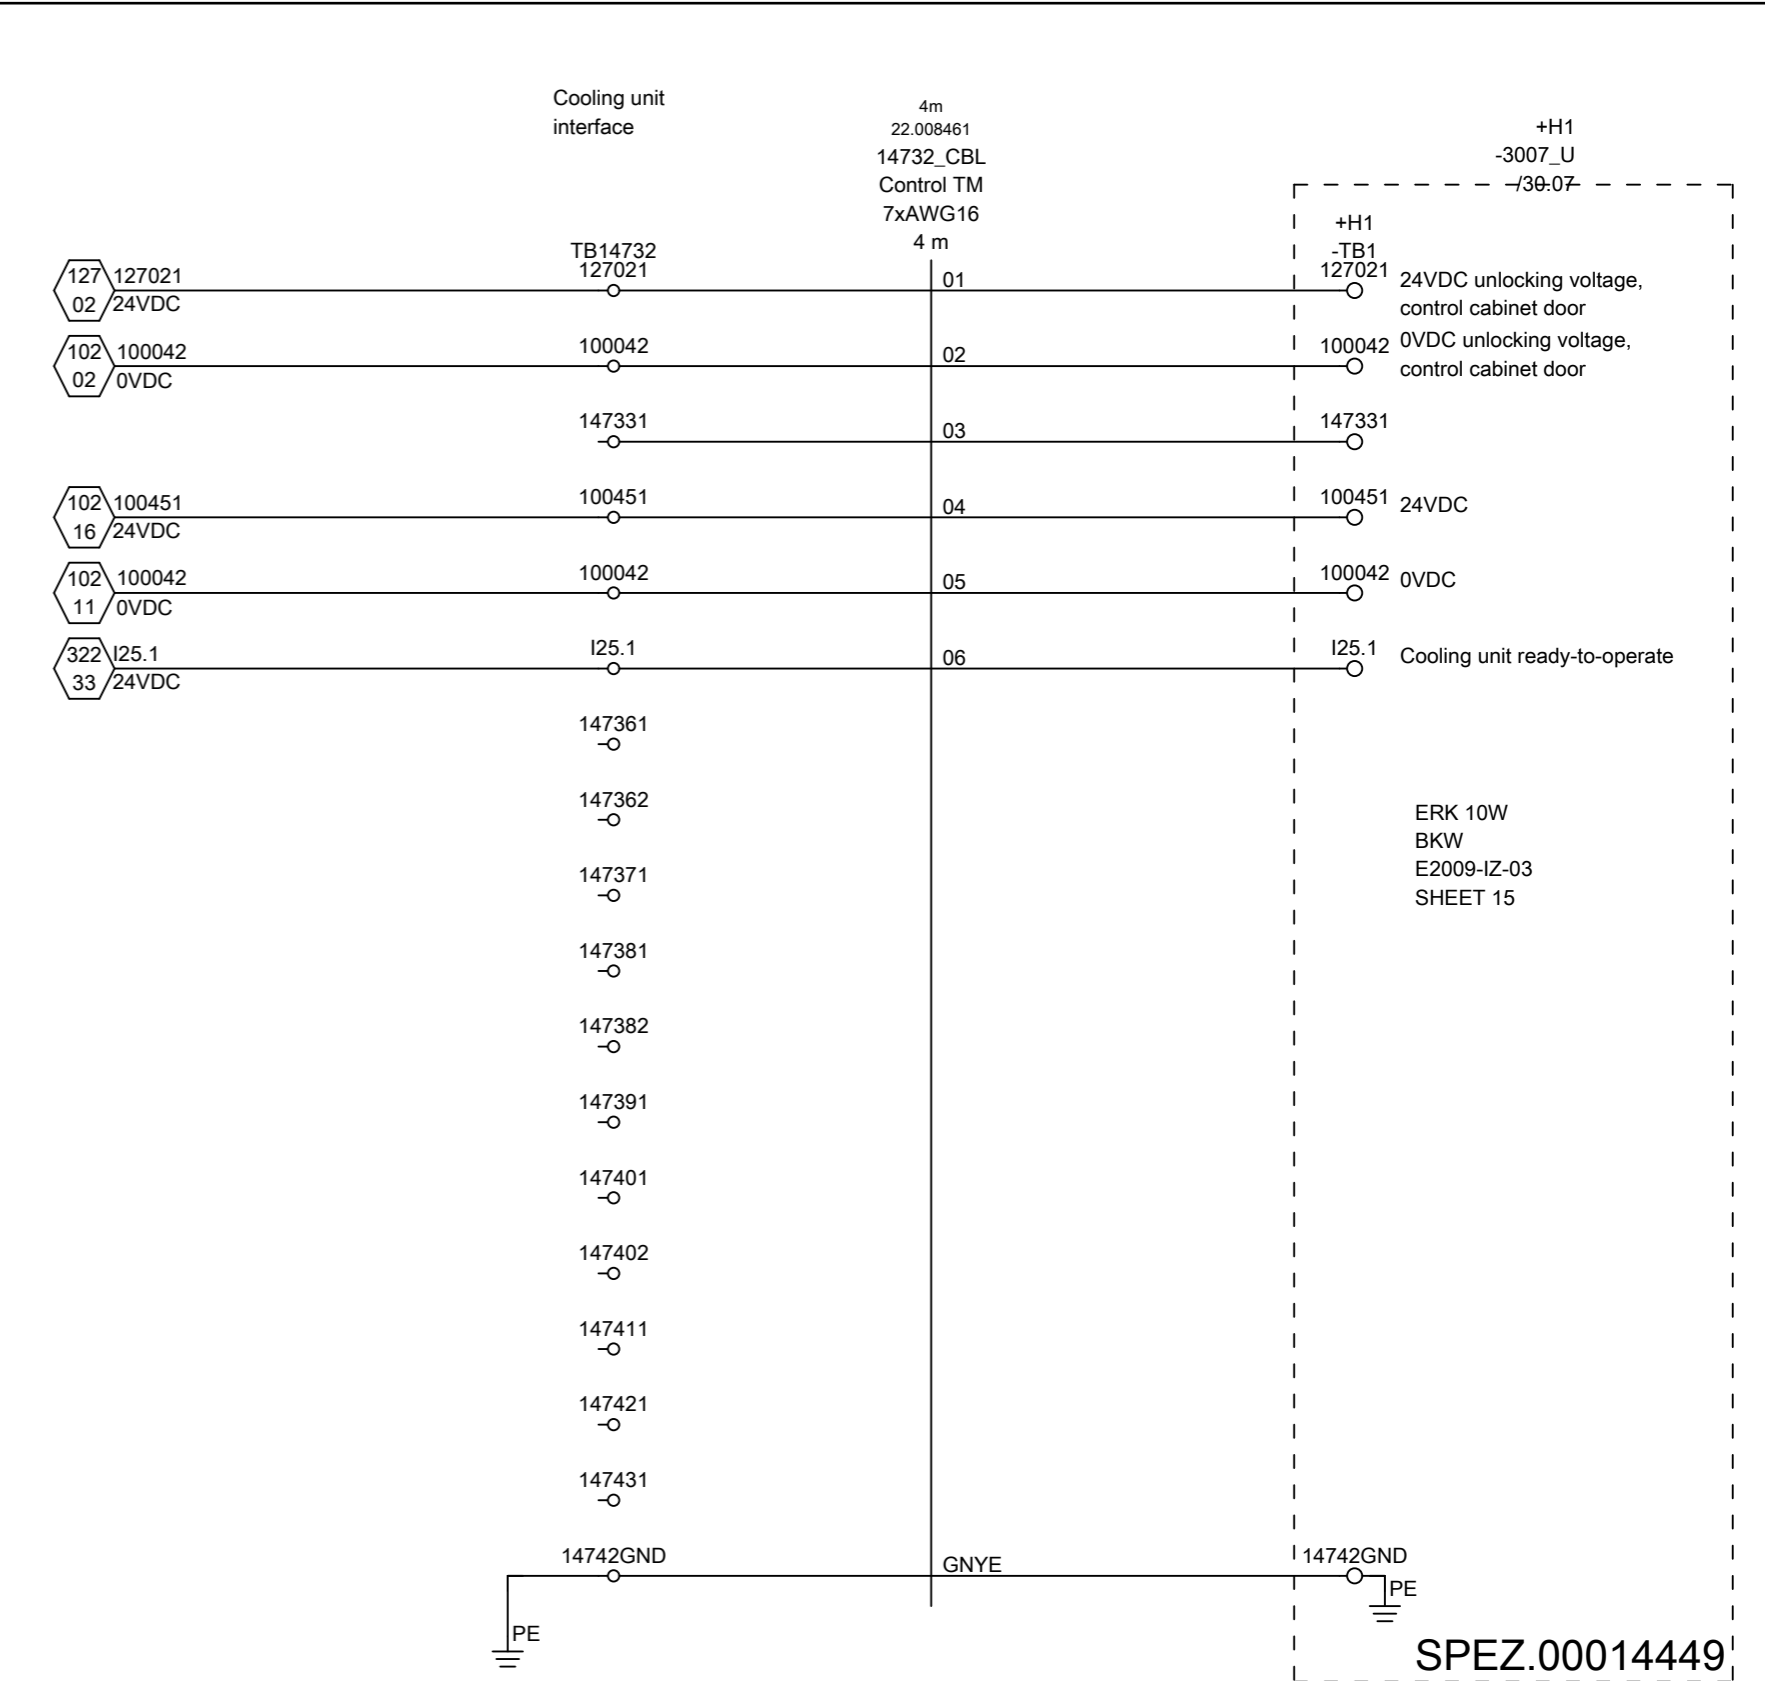 Cooling unit
interface
4m
22.008461
14732_CBL
Control TM
7xAWG16
4 m
+H1
-3007_U
/30.07
+H1
-TB1
TB14732
127
02
127021
24VDC
127021
01
127021
24VDC unlocking voltage,
control cabinet door
102
02
100042
0VDC
100042
02
100042
0VDC unlocking voltage,
control cabinet door
147331
03
147331
102
16
100451
24VDC
100451
04
100451
24VDC
102
11
100042
0VDC
100042
05
100042
0VDC
322
33
I25.1
24VDC
I25.1
06
I25.1
Cooling unit ready-to-operate
147361
147362
147371
147381
147382
147391
147401
147402
147411
147421
147431
ERK 10W
BKW
E2009-IZ-03
SHEET 15
14742GND
GNYE
14742GND
PE
PE
SPEZ.00014449